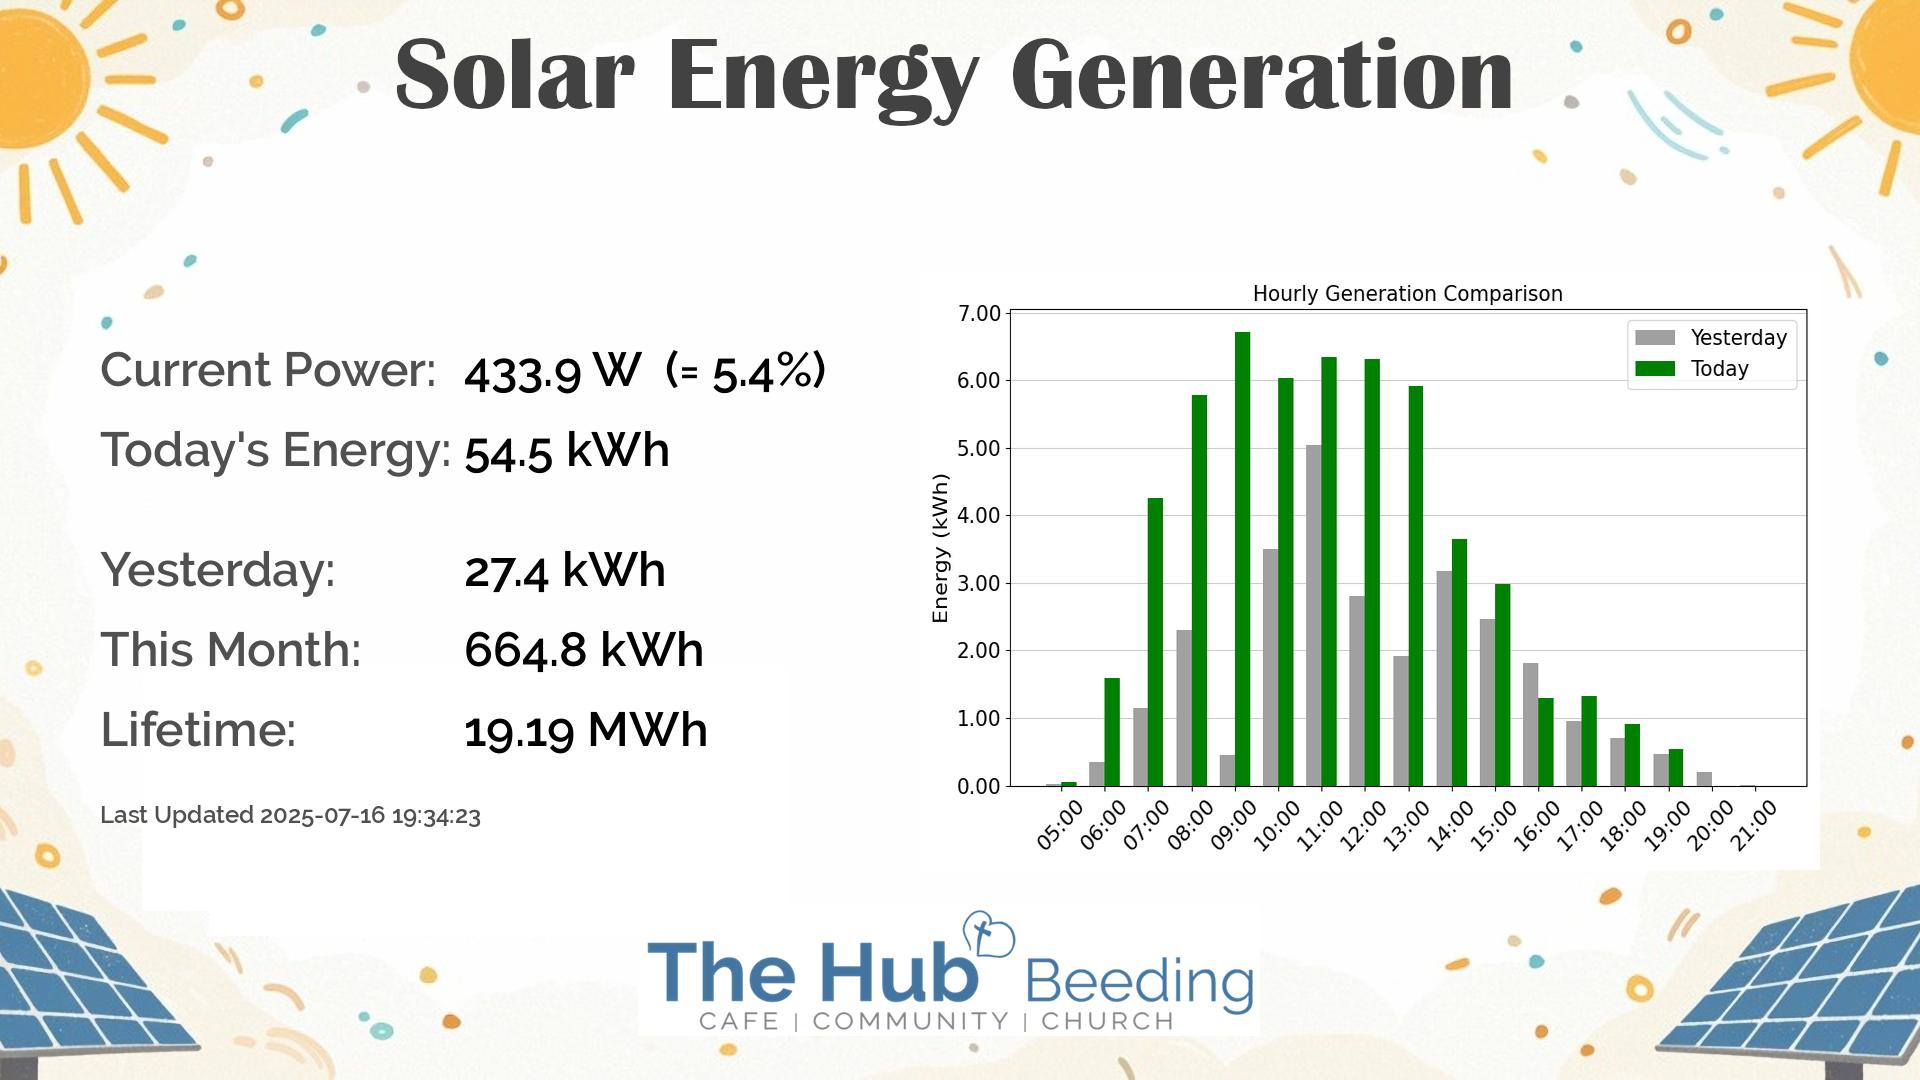 Solar Energy Generation
Current Power: 433.9 W (= 5.4%)
Today's Energy: 54.5 kWh
Yesterday: 27.4 kWh
This Month: 664.8 kWh
Lifetime: 19.19 MWh
Last Updated 2025-07-16 19:34:23
Hourly Generation Comparison
Yesterday
Today
Energy (kWh)
7.00
6.00
5.00
4.00
3.00
2.00
1.00
0.00
05:00 06:00 07:00 08:00 09:00 10:00 11:00 12:00 13:00 14:00 15:00 16:00 17:00 18:00 19:00 20:00 21:00
The Hub Beeding
CAFE | COMMUNITY | CHURCH